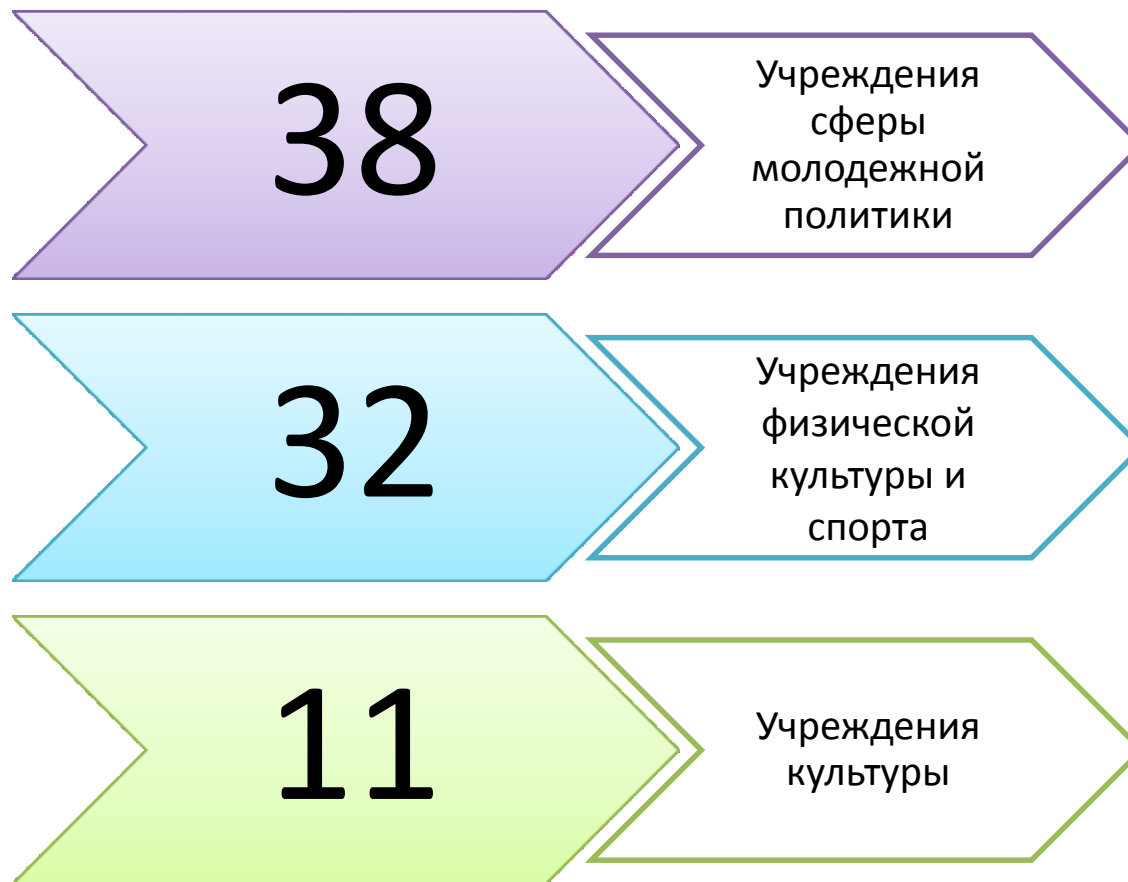 38
Учреждения
сферы
молодежной
политики
32
Учреждения
физической
культуры и
спорта
11
Учреждения
культуры